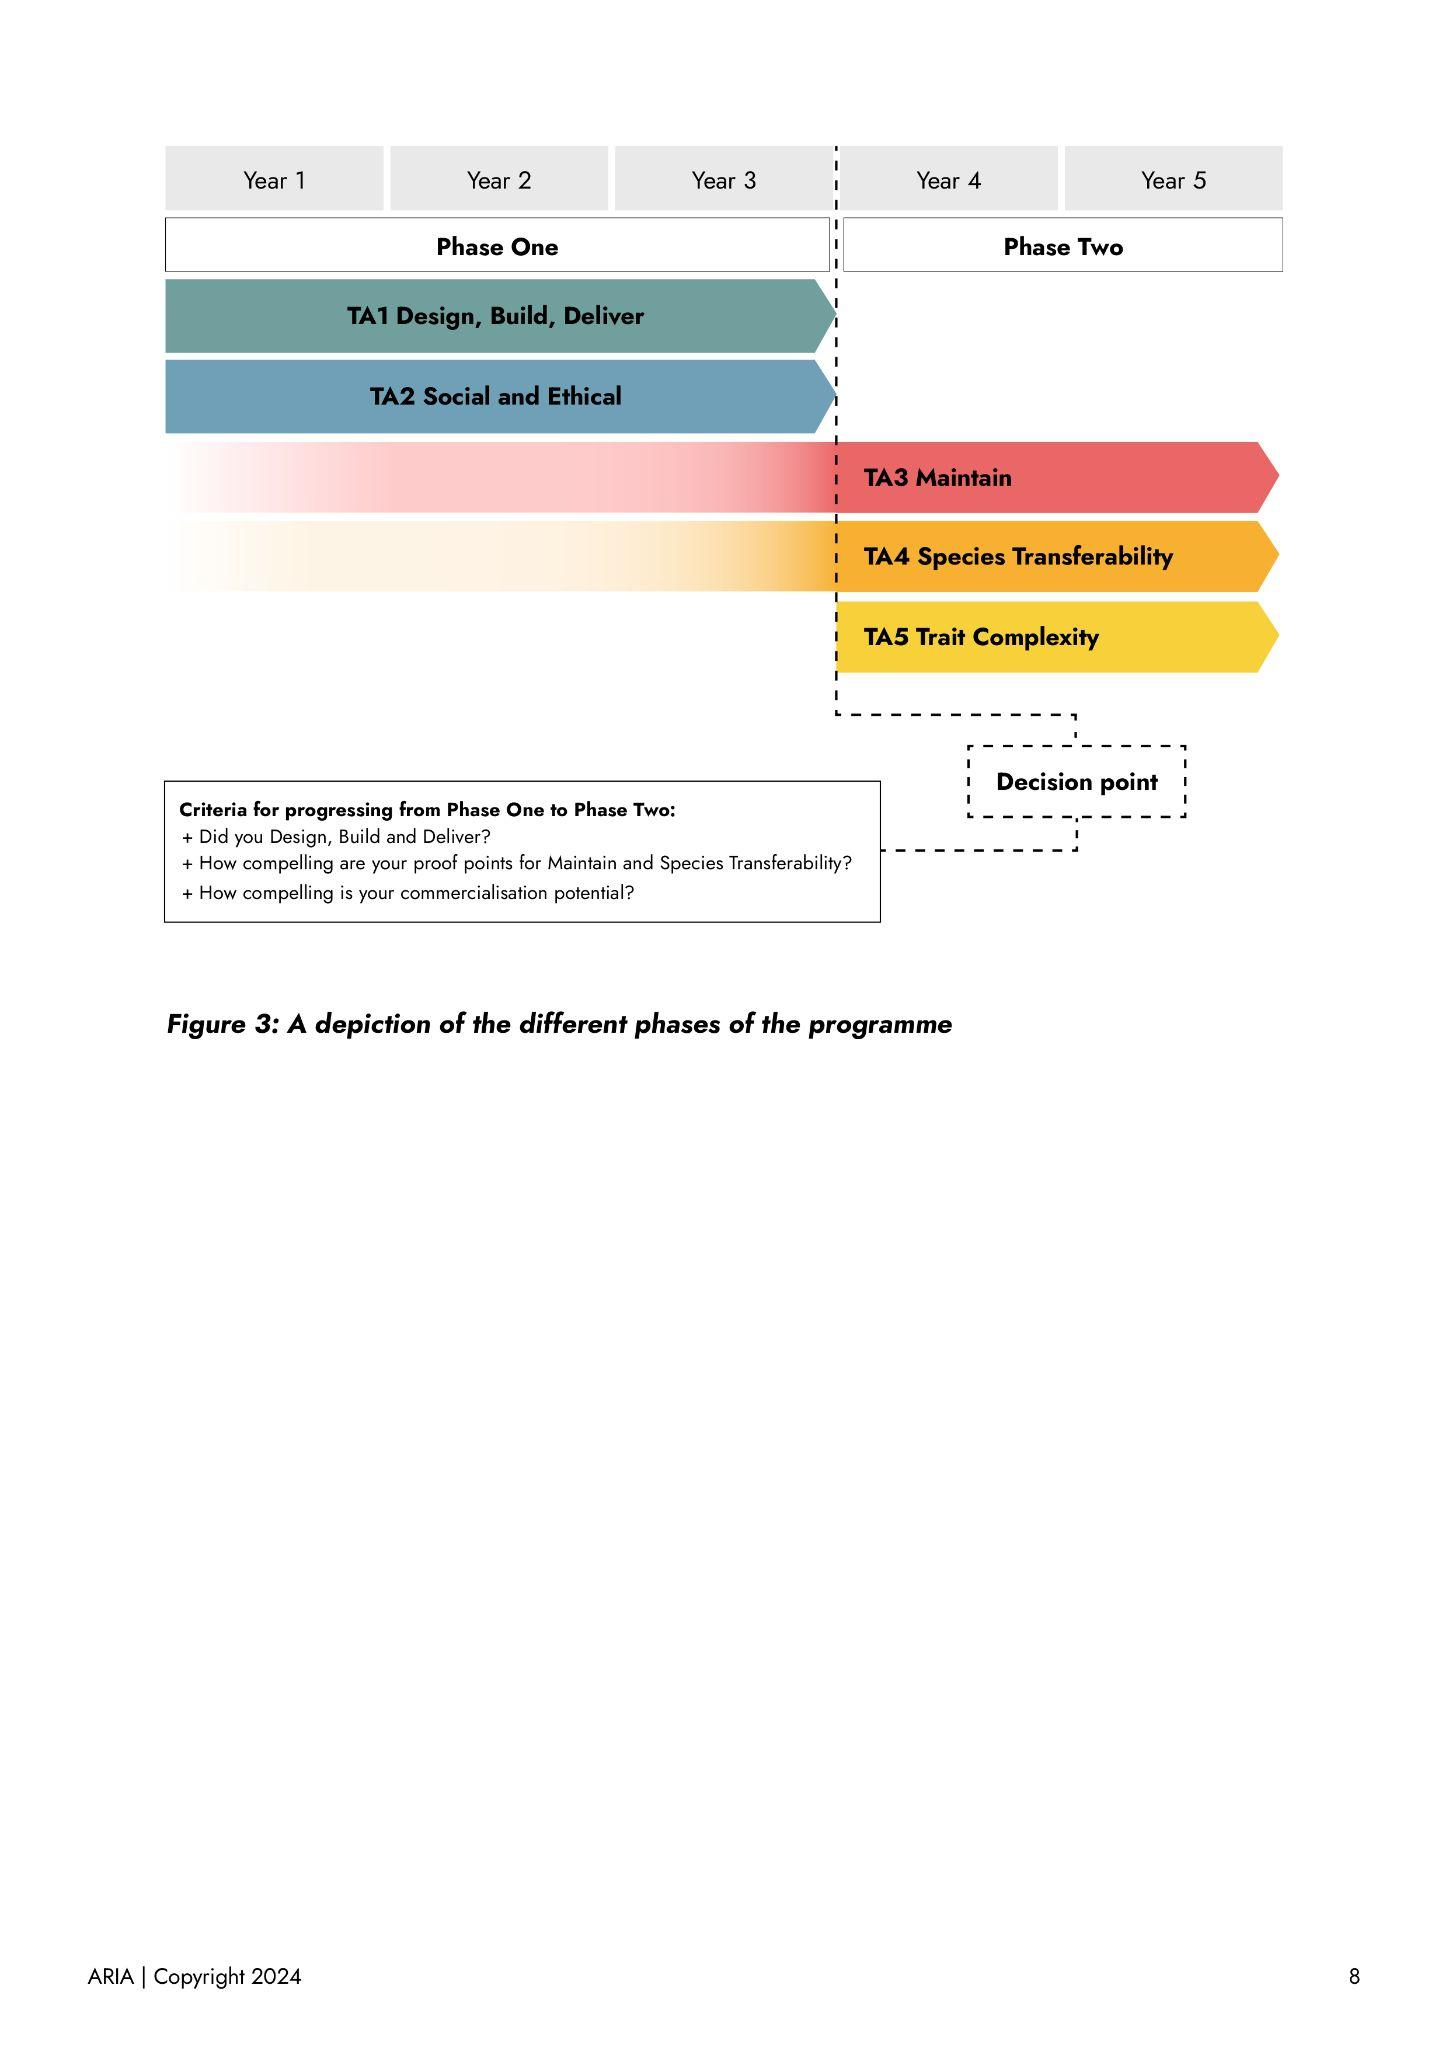 Year 1
Year 2
Year 3
Year 4
Year 5
Phase One
Phase Two
TA1 Design, Build, Deliver
TA2 Social and Ethical
TA3 Maintain
TA4 Species Transferability
TA5 Trait Complexity
Decision point
Criteria for progressing from Phase One to Phase Two:
+ Did you Design, Build and Deliver?
+ How compelling are your proof points for Maintain and Species Transferability?
+ How compelling is your commercialisation potential?
Figure 3: A depiction of the different phases of the programme
ARIA | Copyright 2024
8